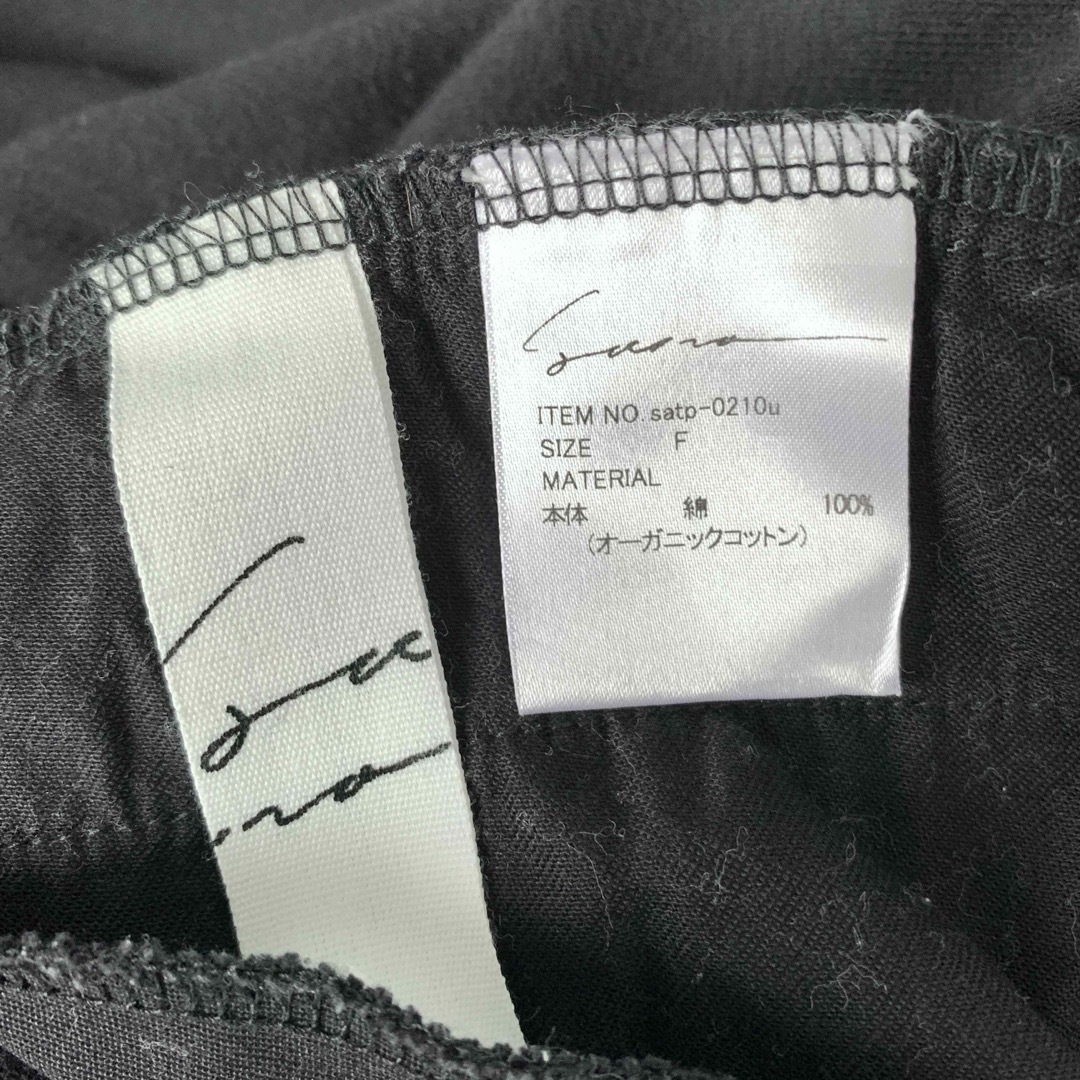 ITEM NO. satp-0210u
SIZE F
MATERIAL
本体 綿 100%
(オーガニックコットン)